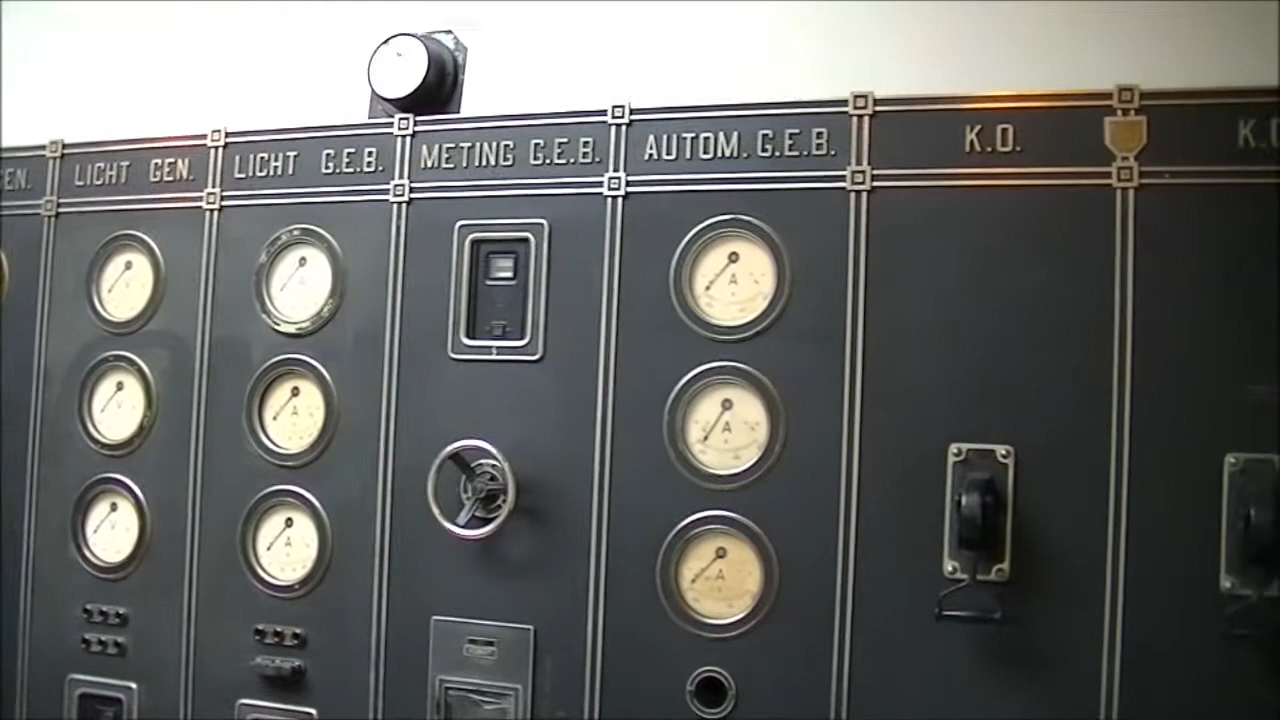 EN.
LICHT GEN.
LICHT G.E.B.
METING G.E.B.
AUTOM. G.E.B.
K.O.
K.O
V
A
A
V
A
A
V
A
A